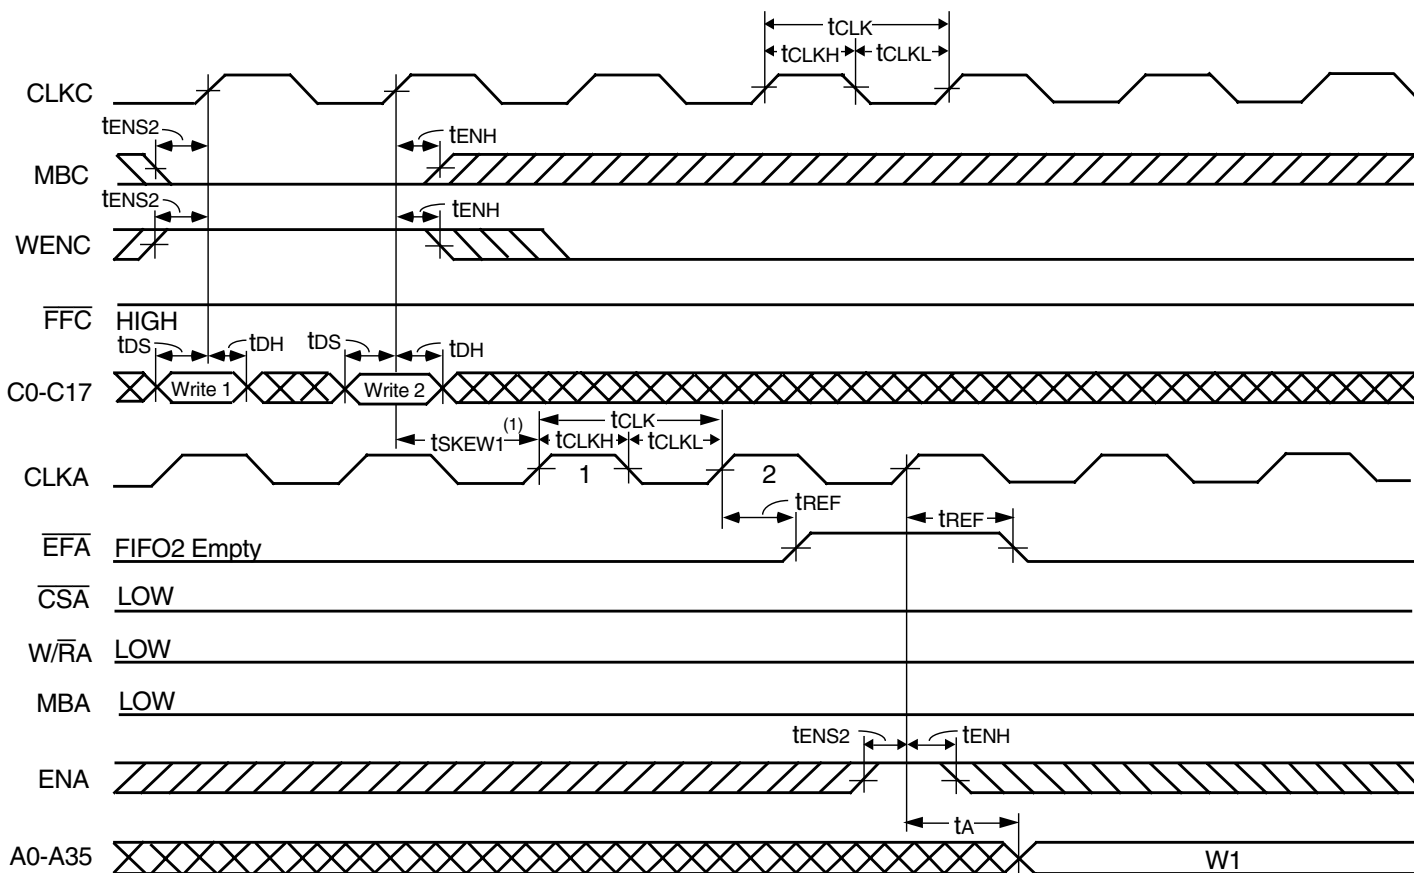 tCLK
tCLKH tCLKL
CLKC
tENS2 tENH
MBC
tENS2 tENH
WENC
FFC HIGH
tDS tDH tDS tDH
C0-C17 Write 1 Write 2
tSKEW1(1) tCLK
tCLKH tCLKL
CLKA 1 2
tREF tREF
EFA FIFO2 Empty
CSA LOW
W/RA LOW
MBA LOW
tENS2 tENH
ENA
tA
A0-A35 W1